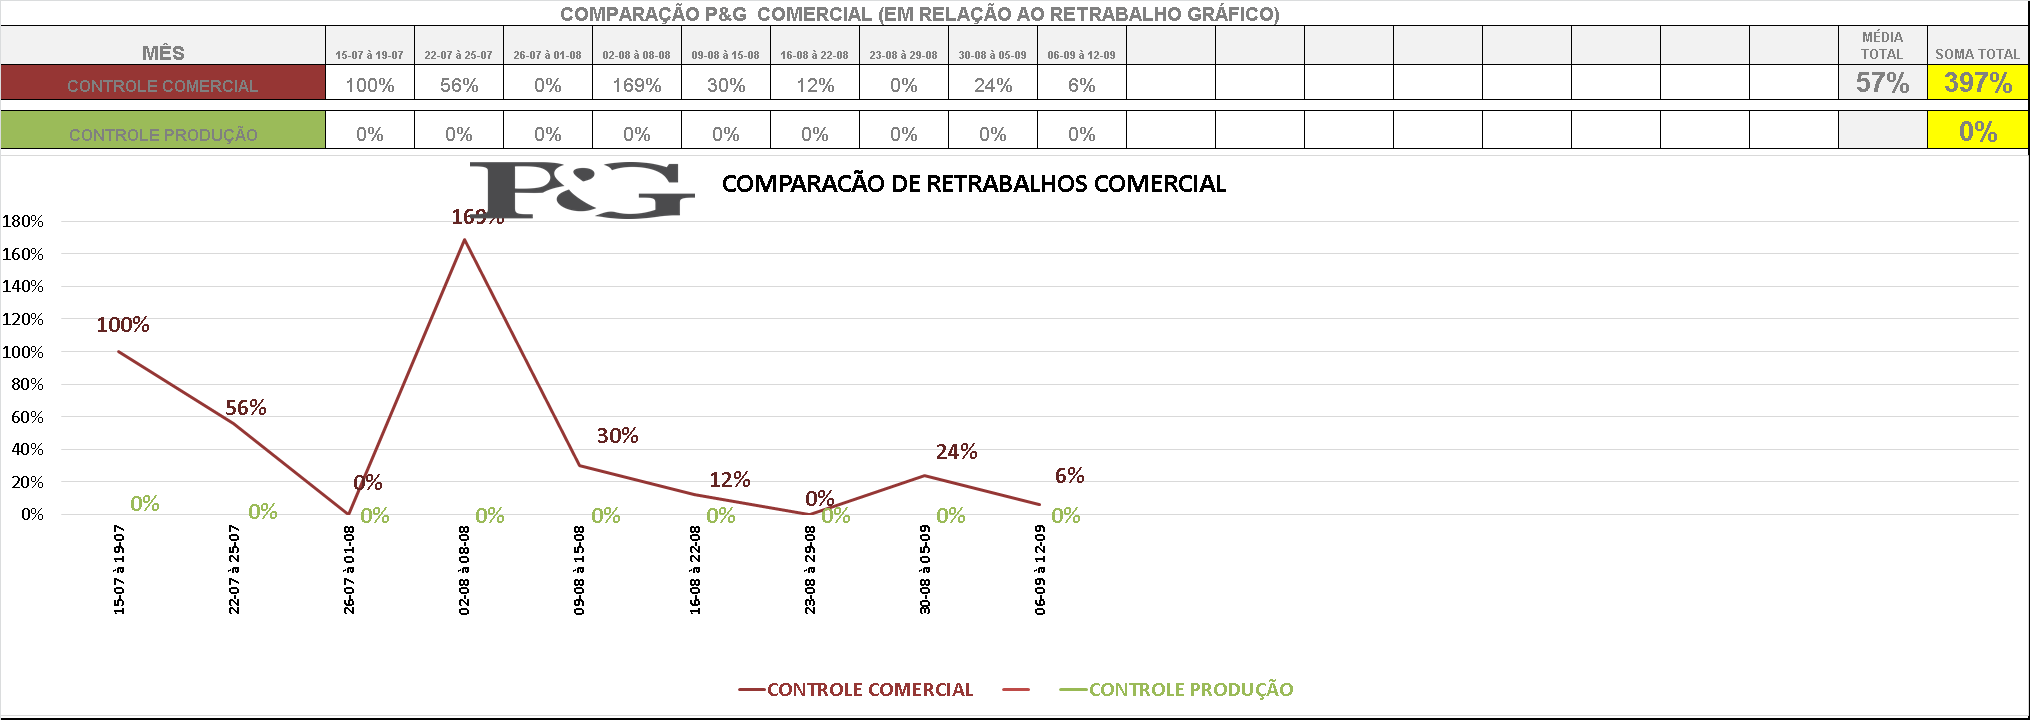 COMPARAÇÃO P&G COMERCIAL (EM RELAÇÃO AO RETRABALHO GRÁFICO)
MÊS 15-07 à 19-07 22-07 à 25-07 26-07 à 01-08 02-08 à 08-08 09-08 à 15-08 16-08 à 22-08 23-08 à 29-08 30-08 à 05-09 06-09 à 12-09 MÉDIA TOTAL SOMA TOTAL
CONTROLE COMERCIAL 100% 56% 0% 169% 30% 12% 0% 24% 6% 57% 397%
CONTROLE PRODUÇÃO 0% 0% 0% 0% 0% 0% 0% 0% 0% 0%
P&G COMPARACÃO DE RETRABALHOS COMERCIAL
180% 169%
160%
140%
120% 100%
100%
80%
60% 56% 30%
40% 24%
20% 0% 12% 0% 6%
0% 0% 0% 0% 0% 0% 0% 0% 0% 0%
15-07 à 19-07
22-07 à 25-07
26-07 à 01-08
02-08 à 08-08
09-08 à 15-08
16-08 à 22-08
23-08 à 29-08
30-08 à 05-09
06-09 à 12-09
CONTROLE COMERCIAL CONTROLE PRODUÇÃO